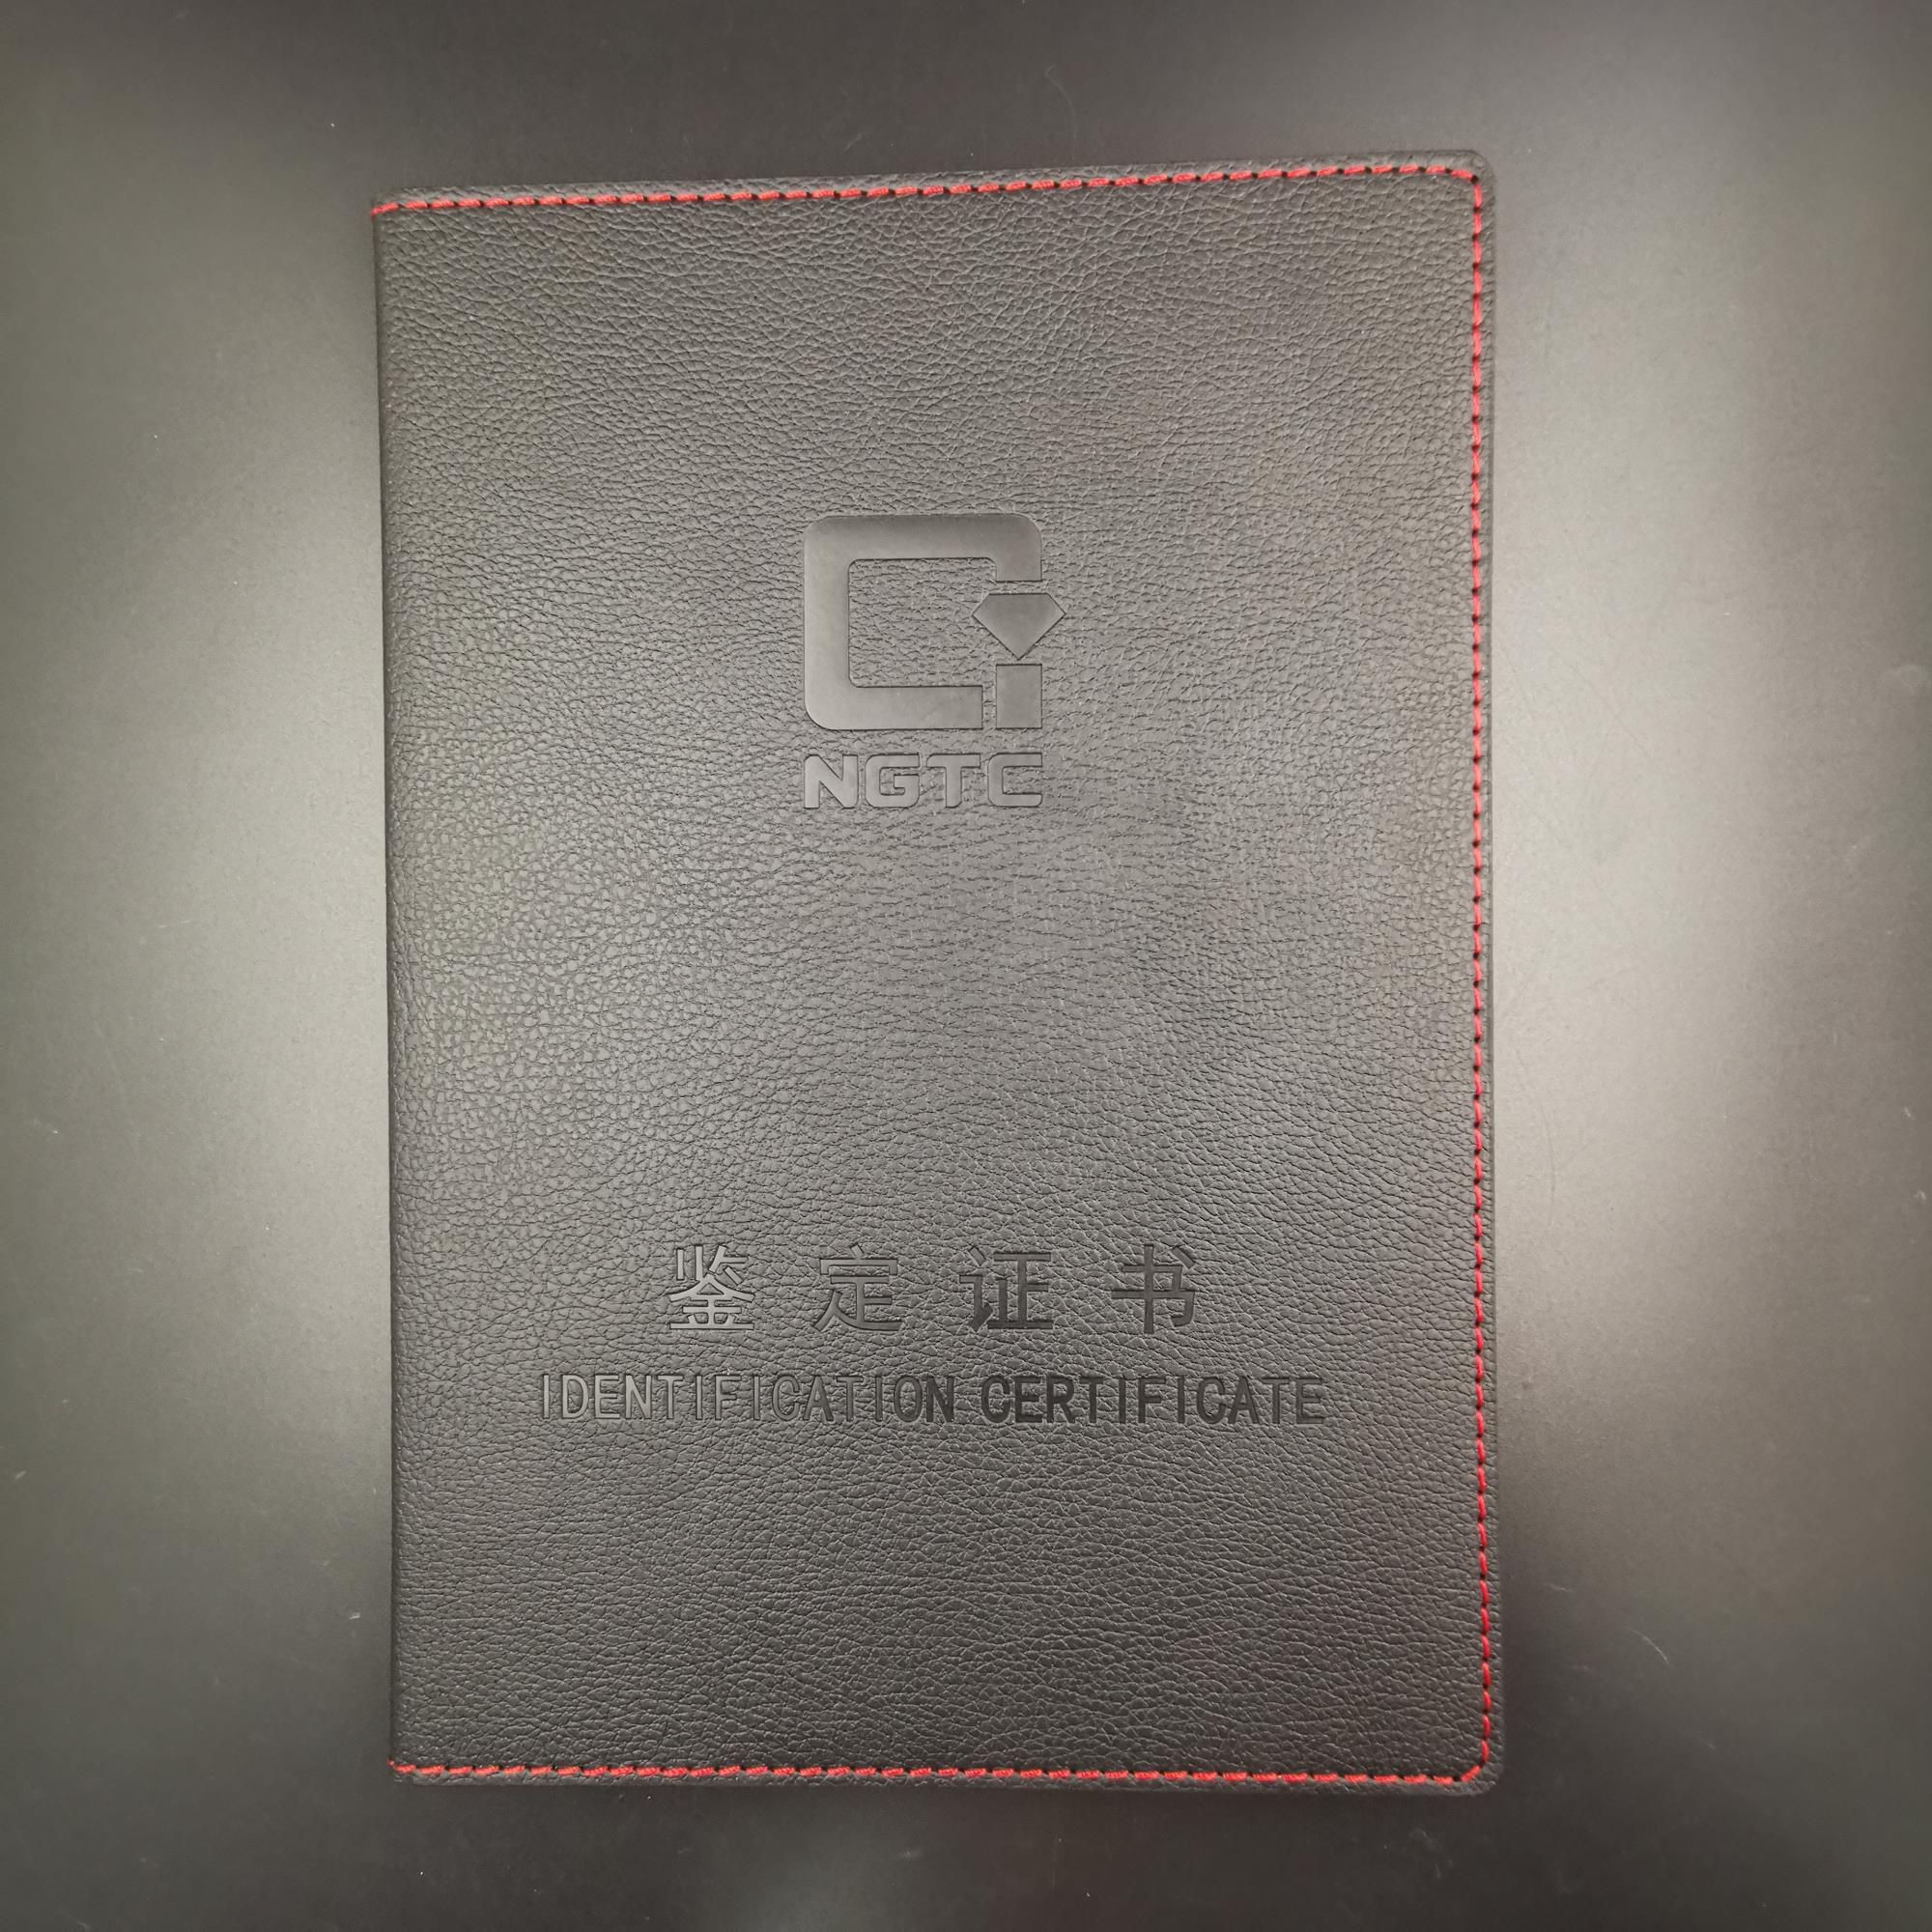 NGTC
鉴定证书
IDENTIFICATION CERTIFICATE